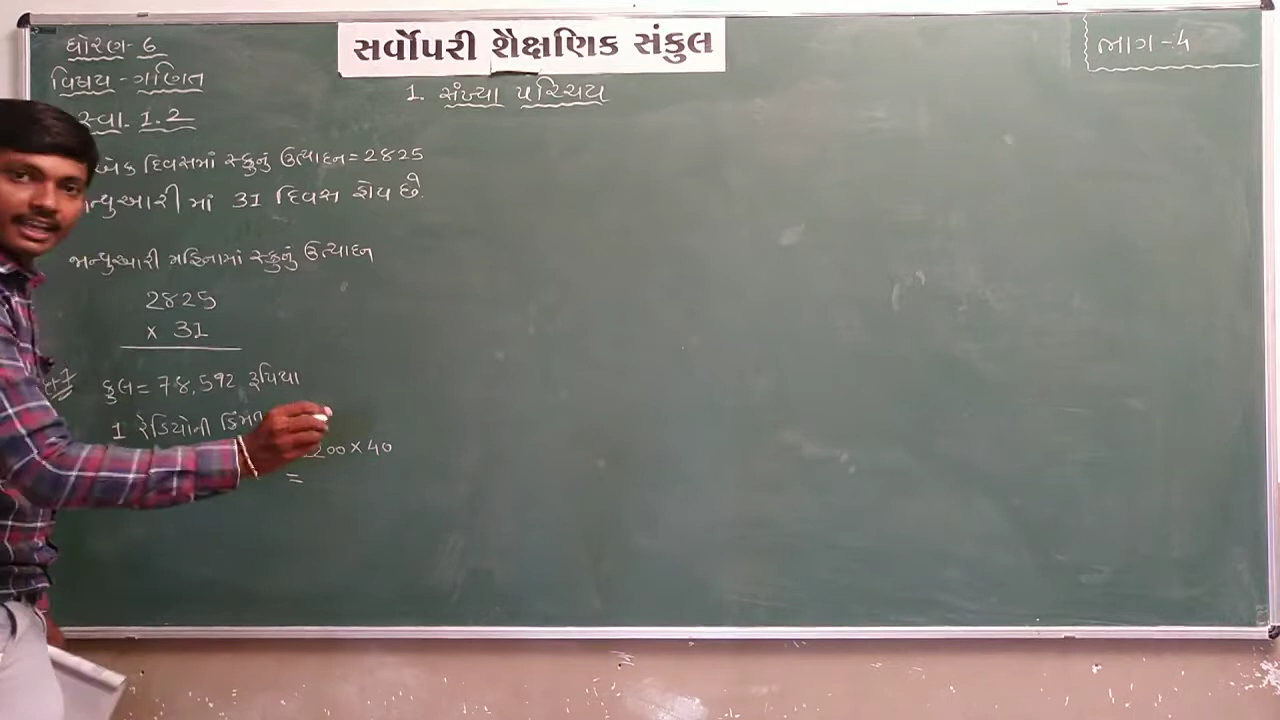 ધોરણ- 6
સર્વોપરી શૈક્ષણિક સંકુલ
ભાગ-4
વિષય - ગણિત
1. સંખ્યા પરિચય
સ્વા. 1.2
એક દિવસમાં સ્ક્રુનું ઉત્પાદન = 2825
જાન્યુઆરી માં 31 દિવસ હોય છે.
જાન્યુઆરી મહિનામાં સ્ક્રુનું ઉત્પાદન
2825
× 31
કુલ = 78,592 રૂપિયા
1 રેડિયોની કિંમત
200 × 40
=